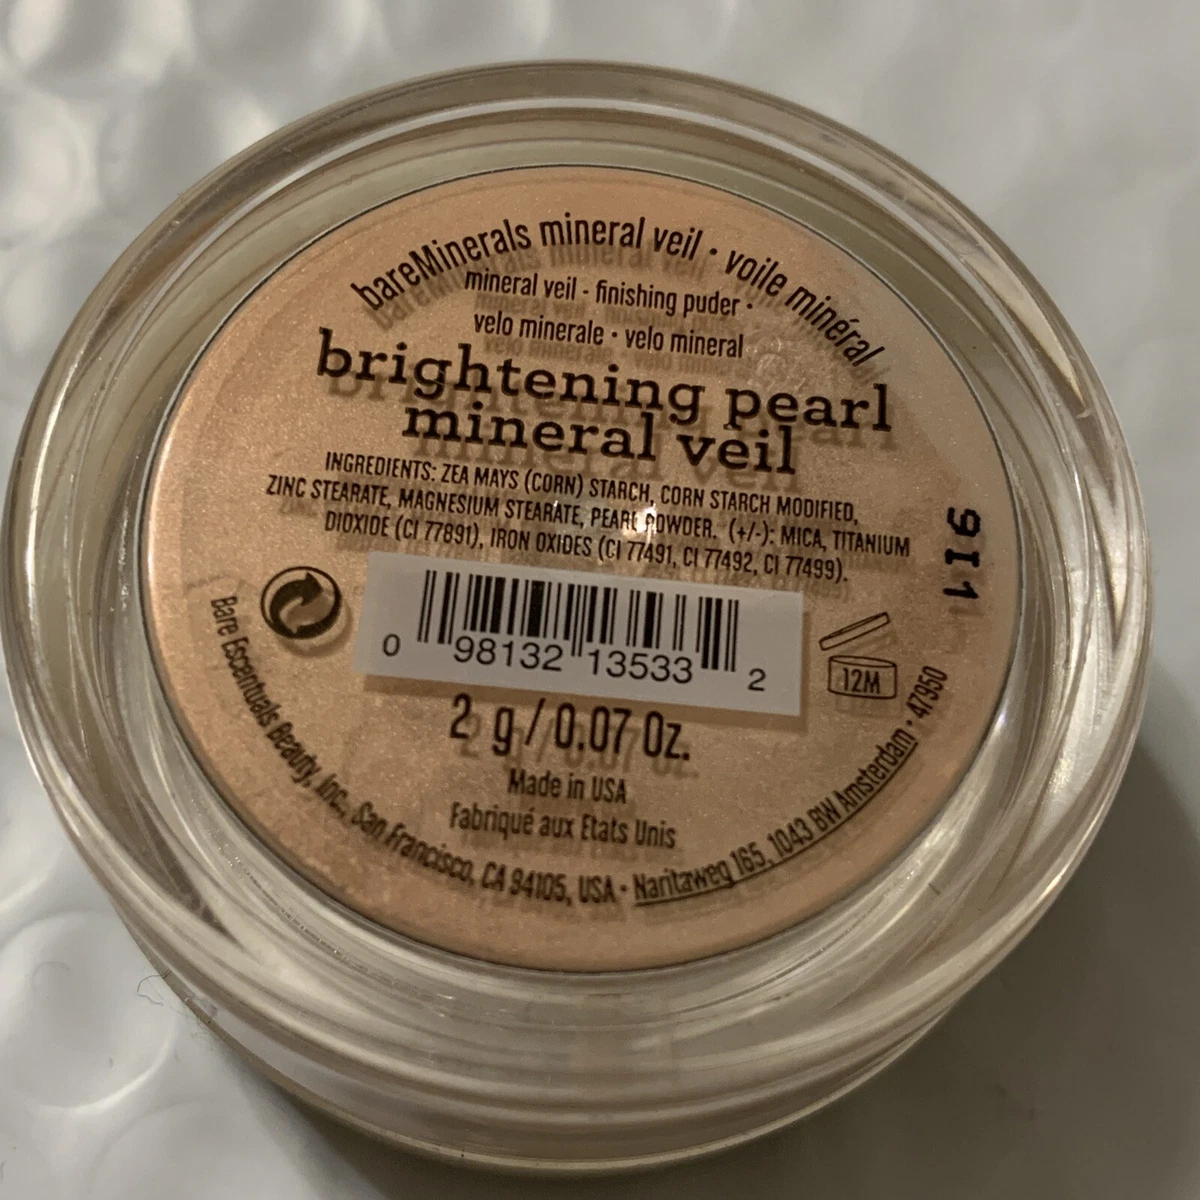 bareMinerals mineral veil · voile minéral
mineral veil - finishing puder ·
velo minerale · velo mineral
brightening pearl
mineral veil
INGREDIENTS: ZEA MAYS (CORN) STARCH, CORN STARCH MODIFIED,
ZINC STEARATE, MAGNESIUM STEARATE, PEARL POWDER. (+/-): MICA, TITANIUM
DIOXIDE (CI 77891), IRON OXIDES (CI 77491, CI 77492, CI 77499).
9I1
0 98132 13533 2
12M
2 g / 0.07 Oz.
Made in USA
Fabriqué aux Etats Unis
Bare Escentuals Beauty, Inc., San Francisco, CA 94105, USA · Naritaweg 165, 1043 BW Amsterdam · 47950